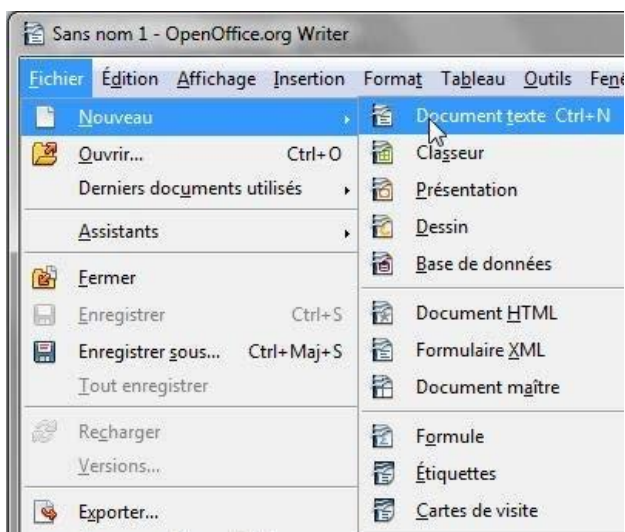 Sans nom 1 - OpenOffice.org Writer
Fichier Édition Affichage Insertion Format Tableau Outils Fenê
Nouveau
Ouvrir... Ctrl+O
Derniers documents utilisés
Assistants
Fermer
Enregistrer Ctrl+S
Enregistrer sous... Ctrl+Maj+S
Tout enregistrer
Recharger
Versions...
Exporter...
Document texte Ctrl+N
Classeur
Présentation
Dessin
Base de données
Document HTML
Formulaire XML
Document maître
Formule
Étiquettes
Cartes de visite